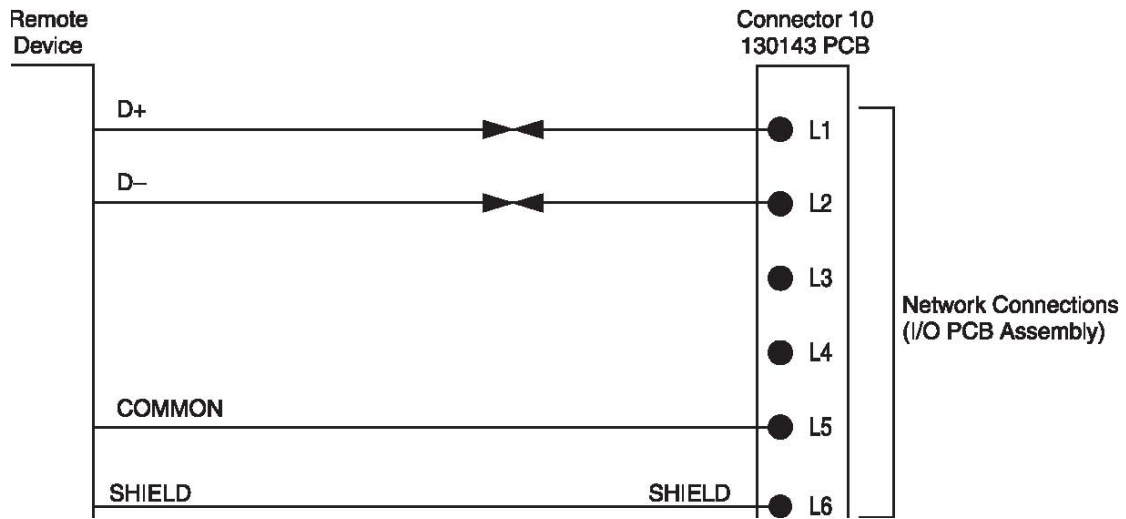 Remote
Device
Connector 10
130143 PCB
D+
L1
D–
L2
L3
L4
Network Connections
(I/O PCB Assembly)
COMMON
L5
SHIELD
SHIELD
L6